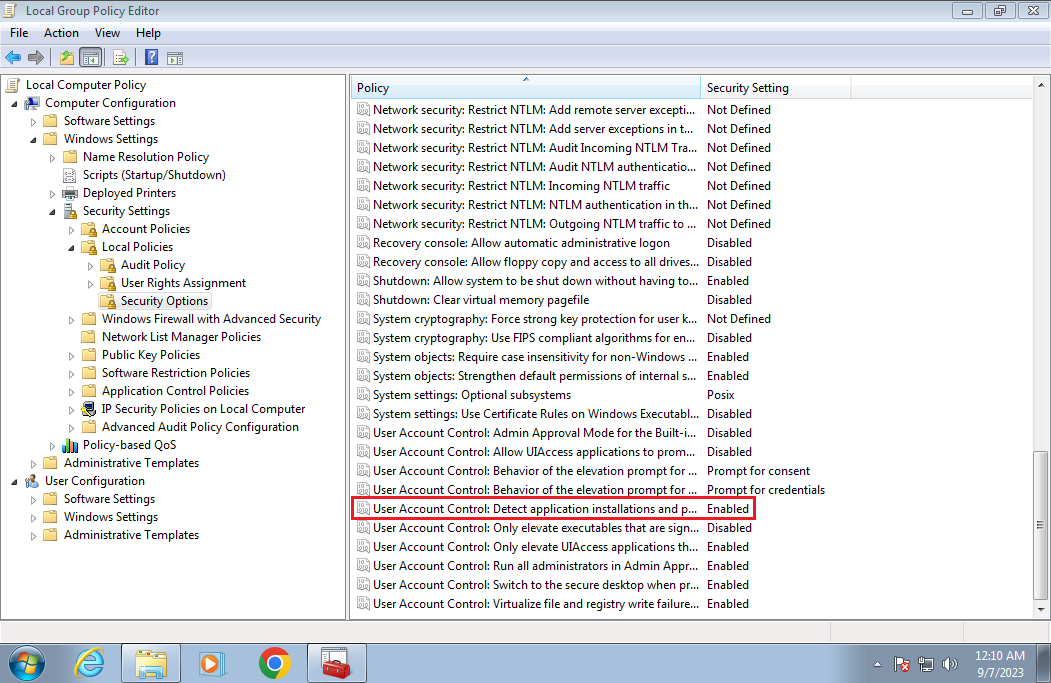 Local Group Policy Editor
File Action View Help
Local Computer Policy
Computer Configuration
Software Settings
Windows Settings
Name Resolution Policy
Scripts (Startup/Shutdown)
Deployed Printers
Security Settings
Account Policies
Local Policies
Audit Policy
User Rights Assignment
Security Options
Windows Firewall with Advanced Security
Network List Manager Policies
Public Key Policies
Software Restriction Policies
Application Control Policies
IP Security Policies on Local Computer
Advanced Audit Policy Configuration
Policy-based QoS
Administrative Templates
User Configuration
Software Settings
Windows Settings
Administrative Templates
Policy Security Setting
Network security: Restrict NTLM: Add remote server excepti... Not Defined
Network security: Restrict NTLM: Add server exceptions in t... Not Defined
Network security: Restrict NTLM: Audit Incoming NTLM Tra... Not Defined
Network security: Restrict NTLM: Audit NTLM authenticatio... Not Defined
Network security: Restrict NTLM: Incoming NTLM traffic Not Defined
Network security: Restrict NTLM: NTLM authentication in th... Not Defined
Network security: Restrict NTLM: Outgoing NTLM traffic to ... Not Defined
Recovery console: Allow automatic administrative logon Disabled
Recovery console: Allow floppy copy and access to all drives... Disabled
Shutdown: Allow system to be shut down without having to... Enabled
Shutdown: Clear virtual memory pagefile Disabled
System cryptography: Force strong key protection for user k... Not Defined
System cryptography: Use FIPS compliant algorithms for en... Disabled
System objects: Require case insensitivity for non-Windows ... Enabled
System objects: Strengthen default permissions of internal s... Enabled
System settings: Optional subsystems Posix
System settings: Use Certificate Rules on Windows Executabl... Disabled
User Account Control: Admin Approval Mode for the Built-i... Disabled
User Account Control: Allow UIAccess applications to prom... Disabled
User Account Control: Behavior of the elevation prompt for ... Prompt for consent
User Account Control: Behavior of the elevation prompt for ... Prompt for credentials
User Account Control: Detect application installations and p... Enabled
User Account Control: Only elevate executables that are sign... Disabled
User Account Control: Only elevate UIAccess applications th... Enabled
User Account Control: Run all administrators in Admin Appr... Enabled
User Account Control: Switch to the secure desktop when pr... Enabled
User Account Control: Virtualize file and registry write failure... Enabled
12:10 AM
9/7/2023